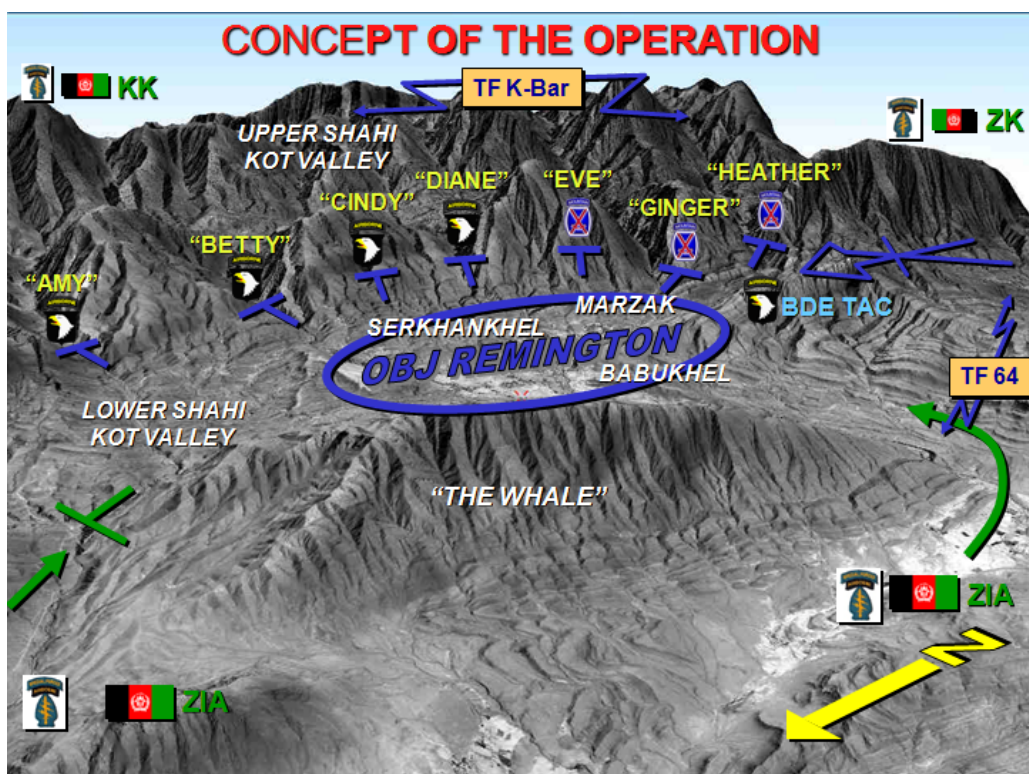 CONCEPT OF THE OPERATION
KK
TF K-Bar
ZK
UPPER SHAHI
KOT VALLEY
"AMY"
"BETTY"
"CINDY"
"DIANE"
"EVE"
"GINGER"
"HEATHER"
BDE TAC
MARZAK
SERKHANKHEL
OBJ REMINGTON
BABUKHEL
TF 64
LOWER SHAHI
KOT VALLEY
"THE WHALE"
ZIA
ZIA
N